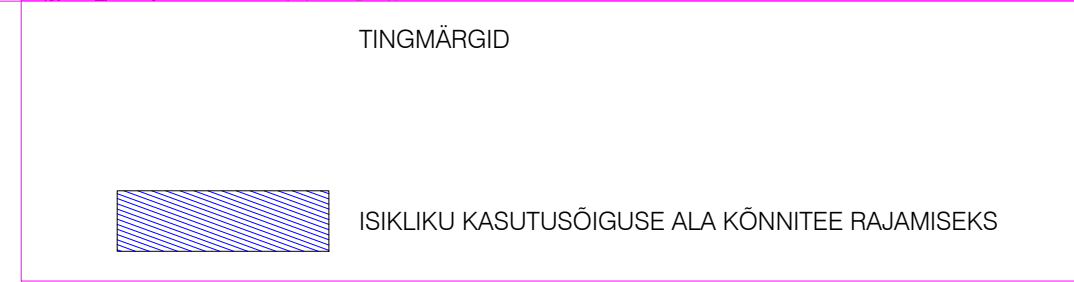 TINGMÄRGID
ISIKLIKU KASUTUSÕIGUSE ALA KÕNNITEE RAJAMISEKS